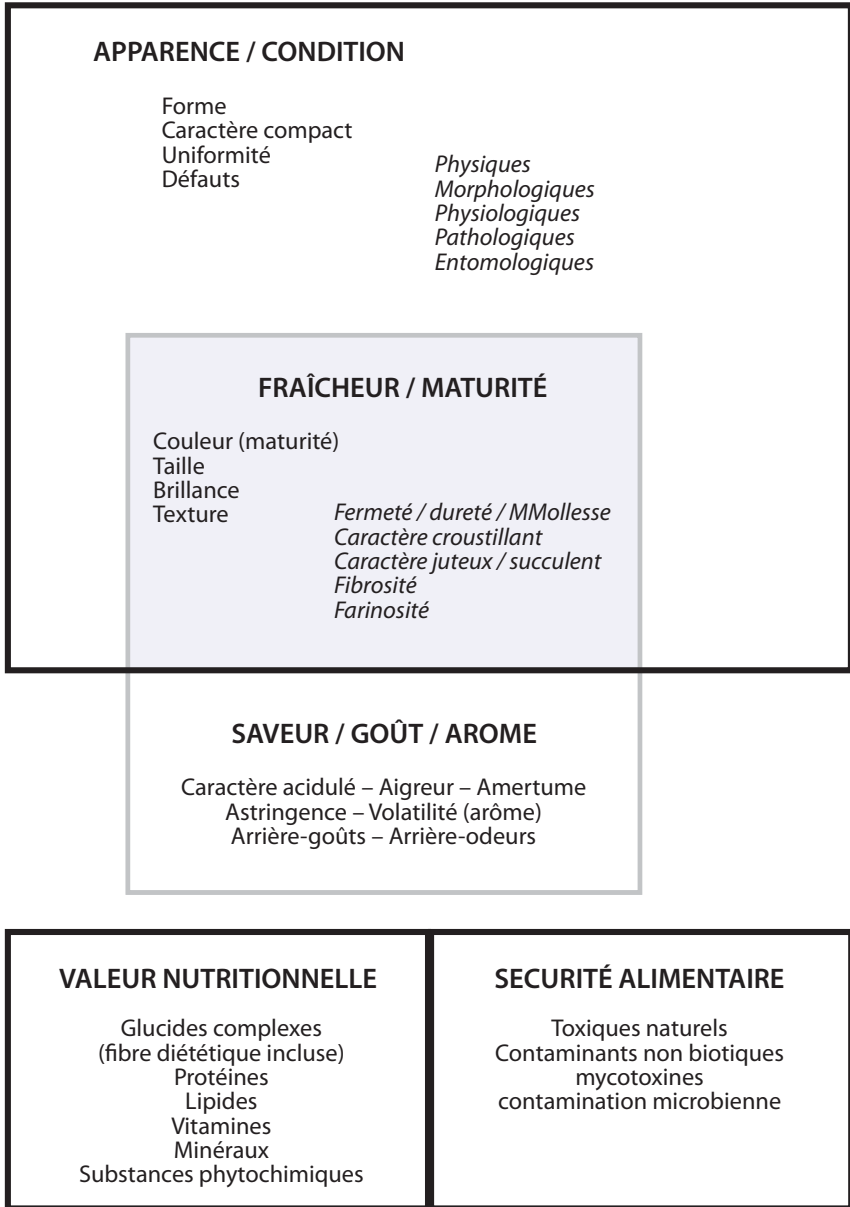 APPARENCE / CONDITION
Forme
Caractère compact
Uniformité
Défauts
Physiques
Morphologiques
Physiologiques
Pathologiques
Entomologiques
FRAÎCHEUR / MATURITÉ
Couleur (maturité)
Taille
Brillance
Texture
Fermeté / dureté / MMollesse
Caractère croustillant
Caractère juteux / succulent
Fibrosité
Farinosité
SAVEUR / GOÛT / AROME
Caractère acidulé – Aigreur – Amertume
Astringence – Volatilité (arôme)
Arrière-goûts – Arrière-odeurs
VALEUR NUTRITIONNELLE
Glucides complexes
(fibre diététique incluse)
Protéines
Lipides
Vitamines
Minéraux
Substances phytochimiques
SECURITÉ ALIMENTAIRE
Toxiques naturels
Contaminants non biotiques
mycotoxines
contamination microbienne